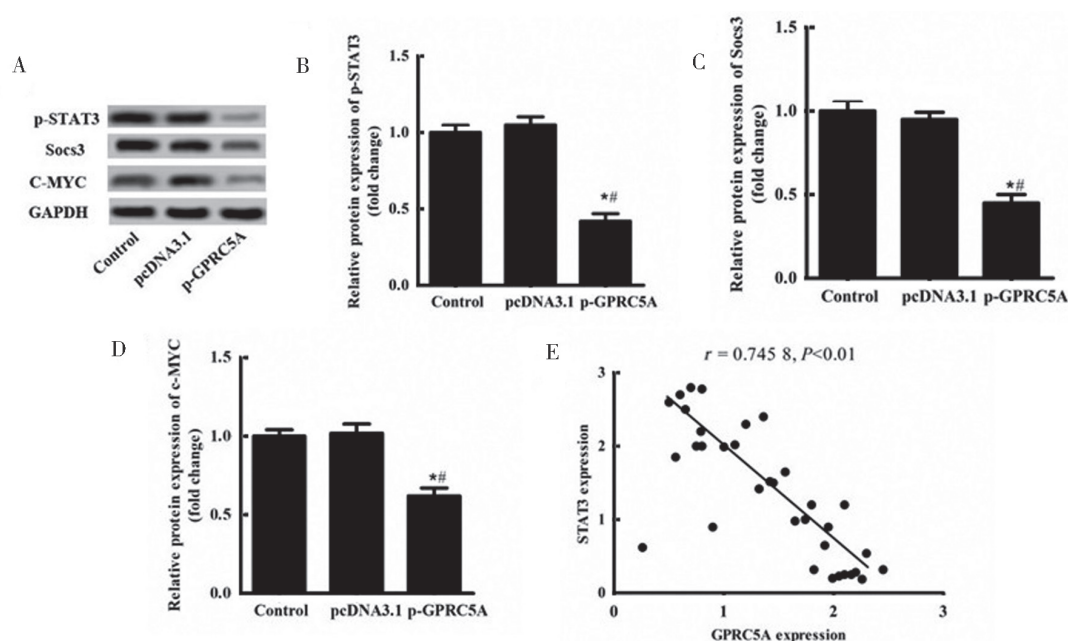 A
p-STAT3
Socs3
C-MYC
GAPDH
Control
pcDNA3.1
p-GPRC5A
B
Relative protein expression of p-STAT3
(fold change)
1.5
1.0
0.5
0.0
*#
Control pcDNA3.1 p-GPRC5A
C
Relative protein expression of Socs3
(fold change)
1.5
1.0
0.5
0.0
*#
Control pcDNA3.1 p-GPRC5A
D
Relative protein expression of c-MYC
(fold change)
1.5
1.0
0.5
0.0
*#
Control pcDNA3.1 p-GPRC5A
E
r = 0.745 8, P<0.01
STAT3 expression
3
2
1
0
0 1 2 3
GPRC5A expression